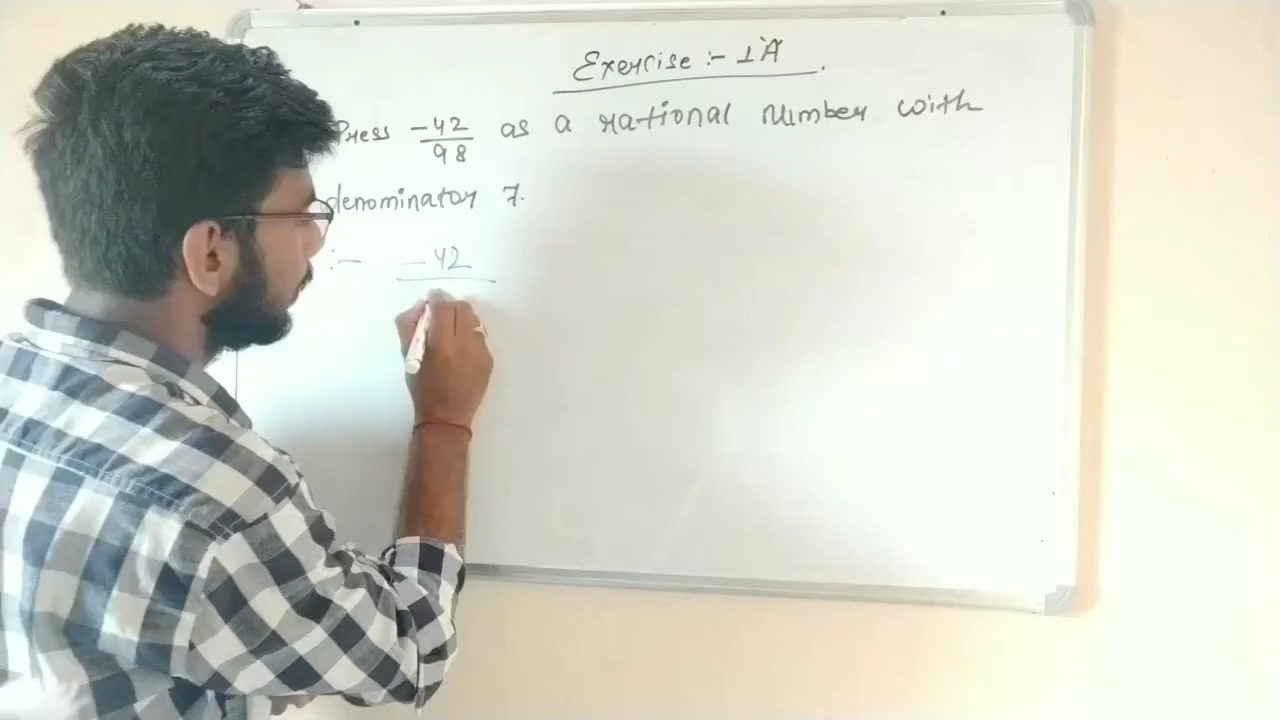 Exercise :- 1A
Press -42/98 as a rational number with
denominator 7.
:- -42